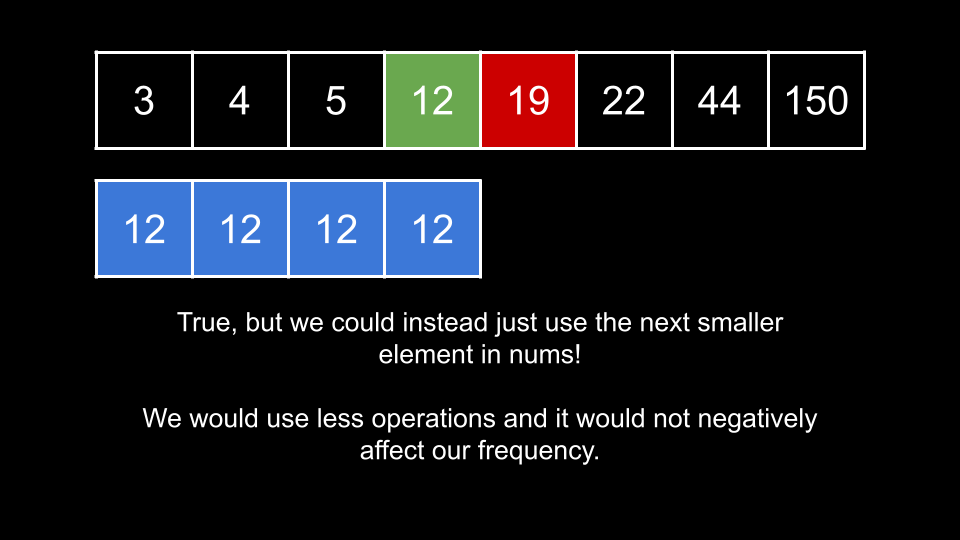 3 4 5 12 19 22 44 150
12 12 12 12
True, but we could instead just use the next smaller
element in nums!
We would use less operations and it would not negatively
affect our frequency.